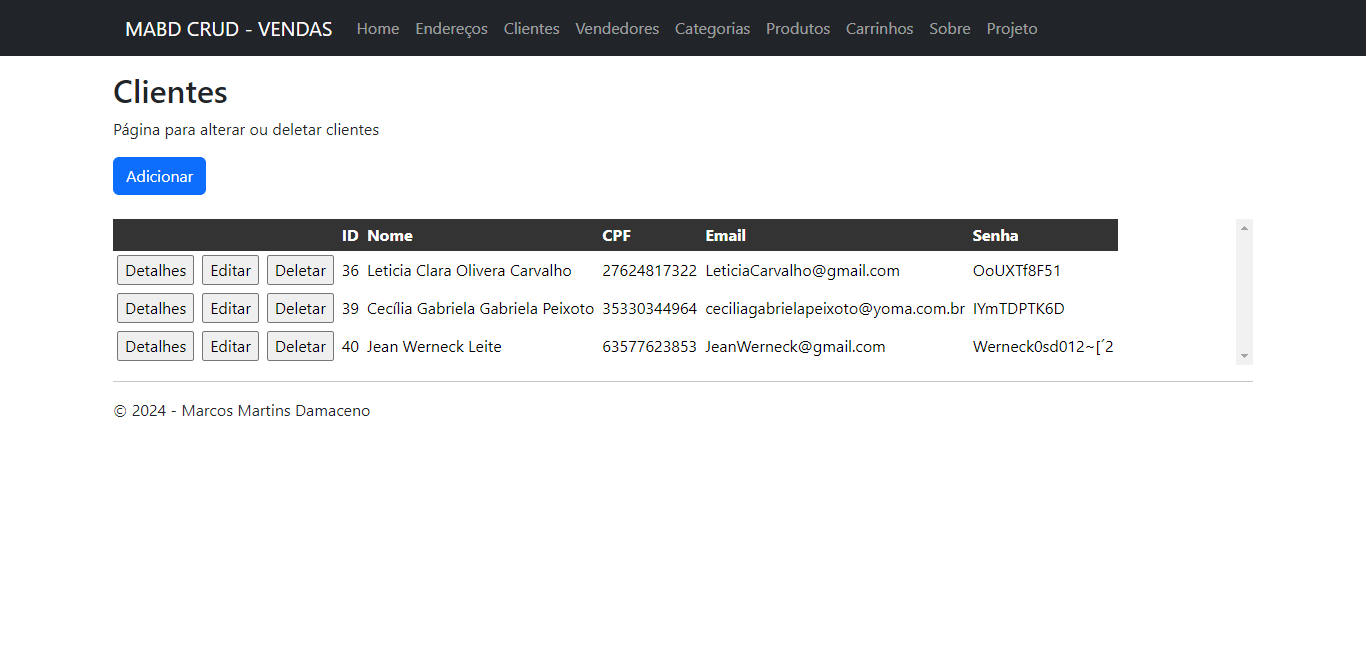 MABD CRUD - VENDAS Home Endereços Clientes Vendedores Categorias Produtos Carrinhos Sobre Projeto
Clientes
Página para alterar ou deletar clientes
Adicionar
ID Nome CPF Email Senha
Detalhes Editar Deletar 36 Leticia Clara Olivera Carvalho 27624817322 LeticiaCarvalho@gmail.com OoUXTf8F51
Detalhes Editar Deletar 39 Cecília Gabriela Gabriela Peixoto 35330344964 ceciliagabrielapeixoto@yoma.com.br IYmTDPTK6D
Detalhes Editar Deletar 40 Jean Werneck Leite 63577623853 JeanWerneck@gmail.com Werneck0sd012~[´2
© 2024 - Marcos Martins Damaceno